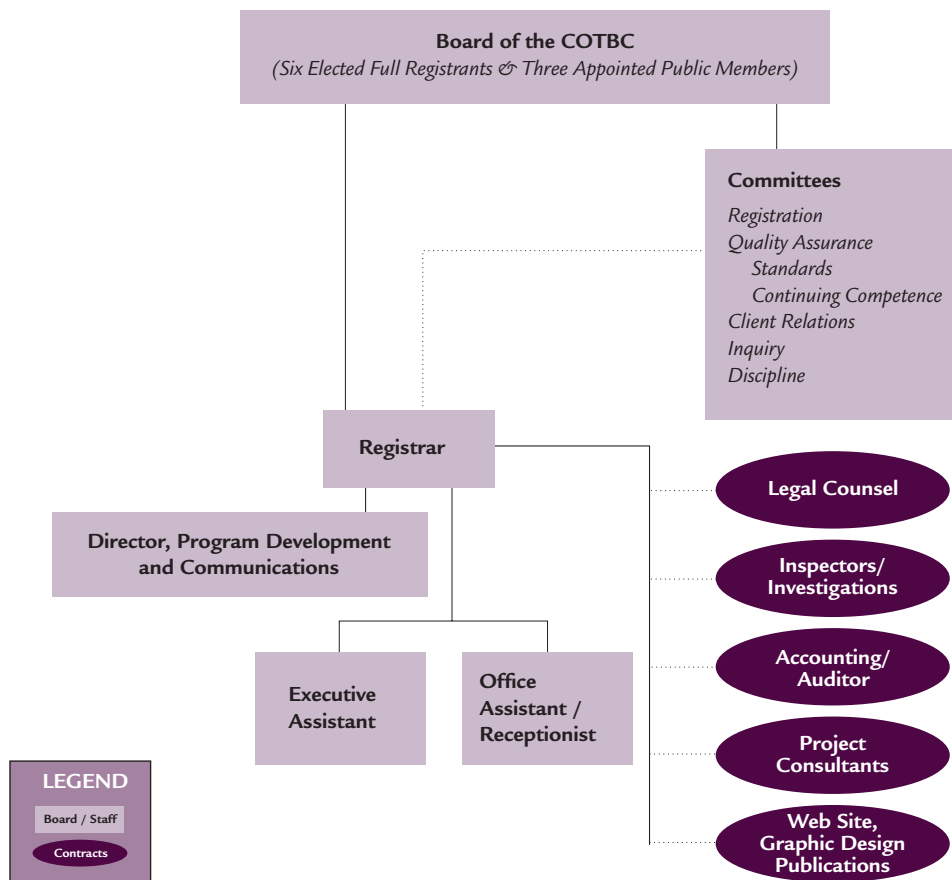 Board of the COTBC
(Six Elected Full Registrants & Three Appointed Public Members)
Committees
Registration
Quality Assurance
Standards
Continuing Competence
Client Relations
Inquiry
Discipline
Registrar
Director, Program Development
and Communications
Executive
Assistant
Office
Assistant /
Receptionist
Legal Counsel
Inspectors/
Investigations
Accounting/
Auditor
Project
Consultants
Web Site,
Graphic Design
Publications
LEGEND
Board / Staff
Contracts